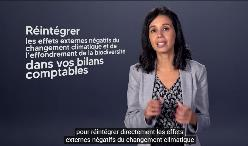 Réintégrer
les effets externes négatifs du
changement climatique et de
l'effondrement de la biodiversité
dans vos bilans
comptables
pour réintégrer directement les effets
externes négatifs du changement climatique